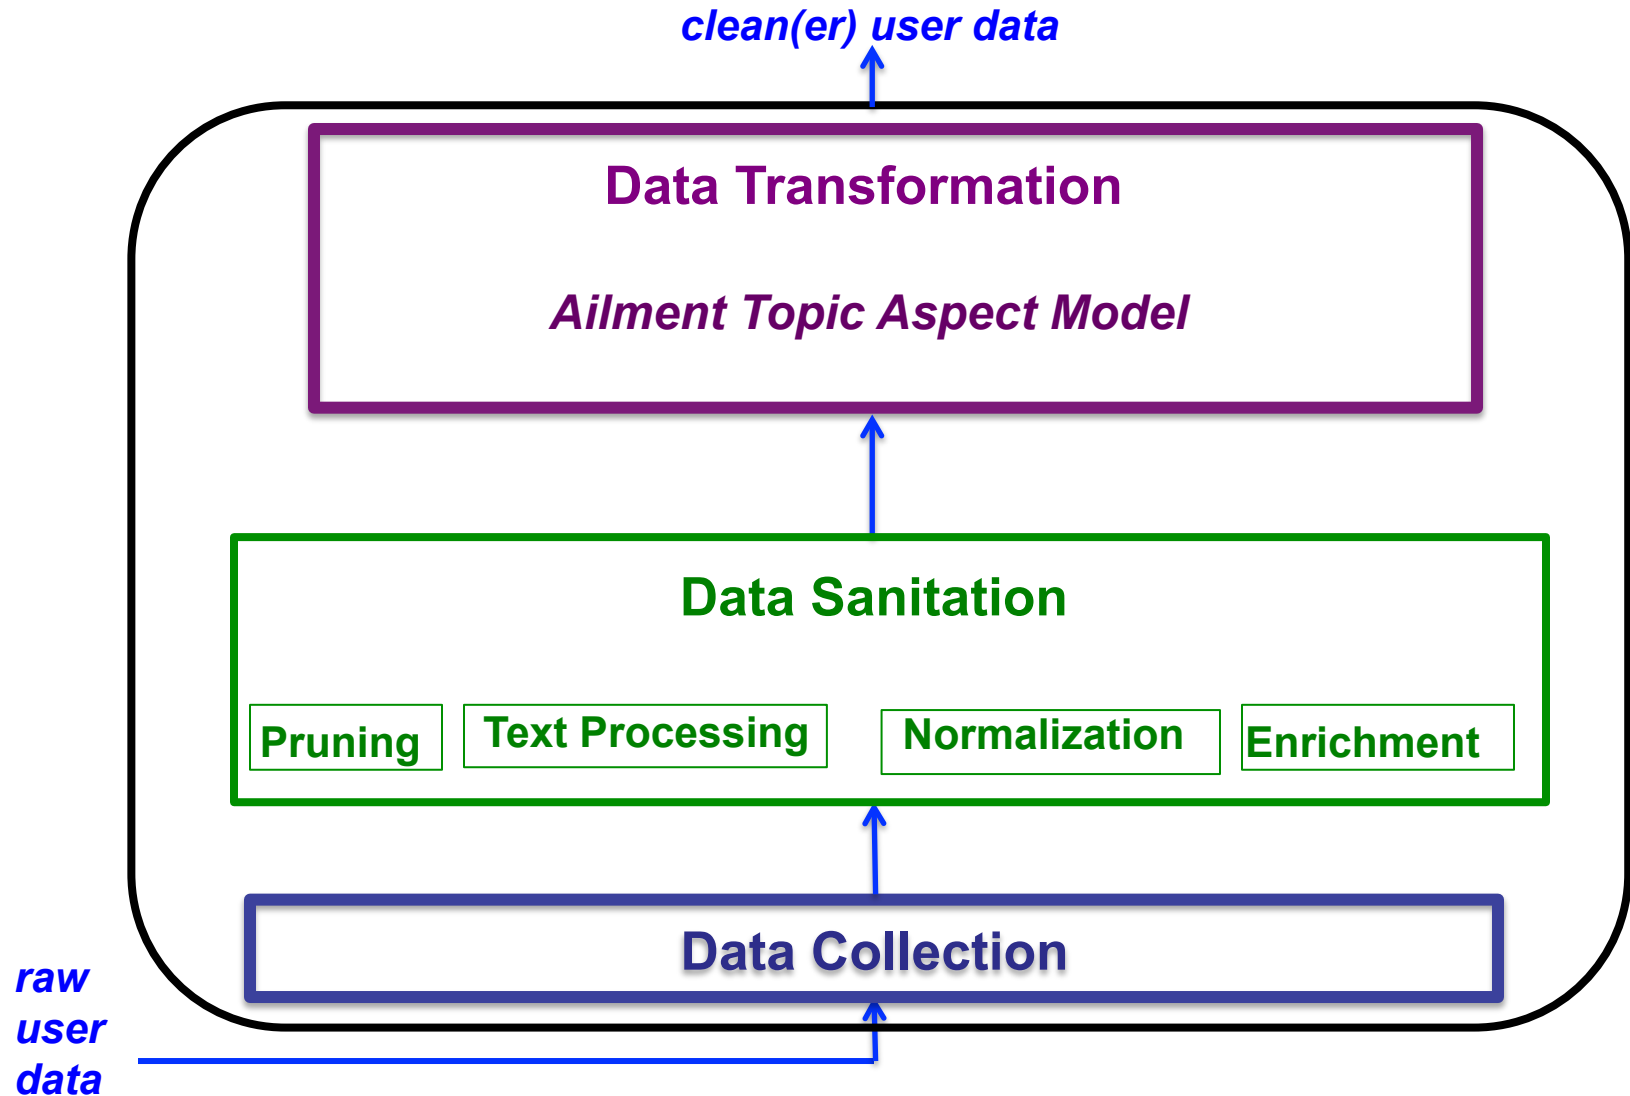 clean(er) user data
Data Transformation
Ailment Topic Aspect Model
Data Sanitation
Pruning
Text Processing
Normalization
Enrichment
Data Collection
raw
user
data